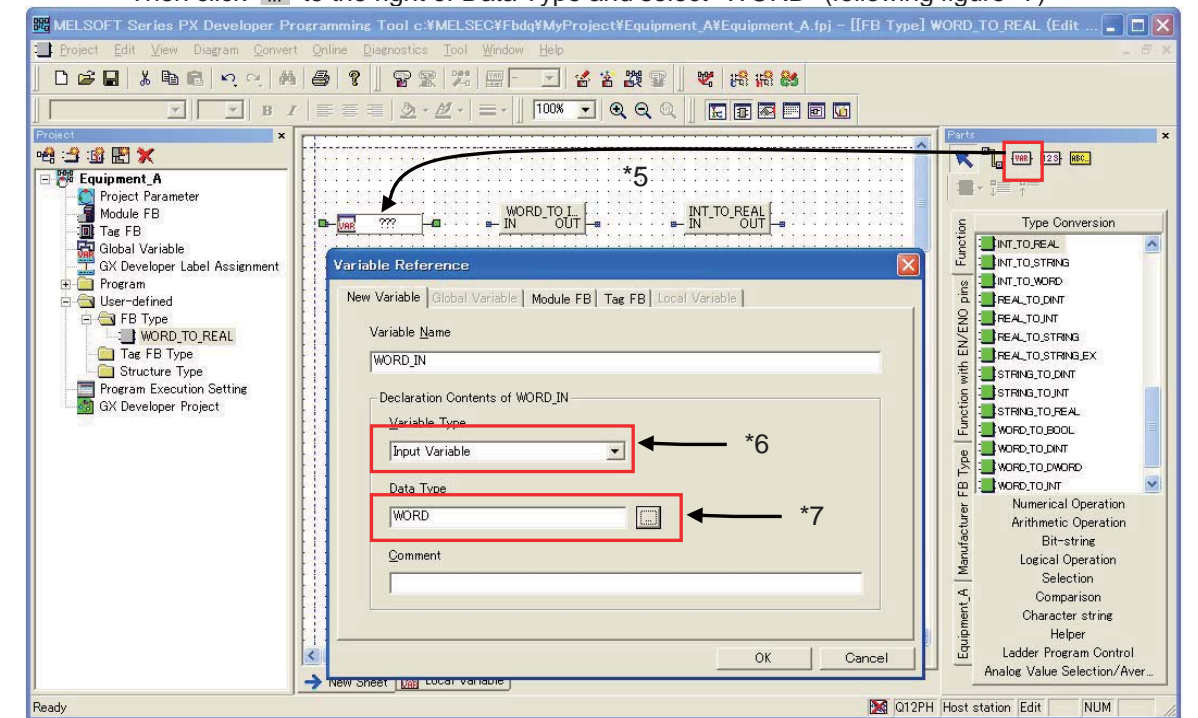 Then click ... to the right of Data Type and select "WORD" (following figure *7)
MELSOFT Series PX Developer Programming Tool c:¥MELSEC¥Fbdq¥MyProject¥Equipment_A¥Equipment_A.fpj - [[FB Type] WORD_TO_REAL (Edit ...
Project Edit View Diagram Convert Online Diagnostics Tool Window Help
B I 100%
Project
Equipment_A
Project Parameter
Module FB
Tag FB
Global Variable
GX Developer Label Assignment
Program
User-defined
FB Type
WORD_TO_REAL
Tag FB Type
Structure Type
Program Execution Setting
GX Developer Project
*5
VAR ???
WORD_TO_I...
IN OUT
INT_TO_REAL
IN OUT
Variable Reference
New Variable Global Variable Module FB Tag FB Local Variable
Variable Name
WORD_IN
Declaration Contents of WORD_IN
Variable Type
Input Variable
*6
Data Type
WORD ...
*7
Comment
OK Cancel
New Sheet VAR Local Variable
Parts
VAR 123 ABC..
Function
Function with EN/ENO pins
Manufacturer FB Type
Equipment_A
Type Conversion
INT_TO_REAL
INT_TO_STRING
INT_TO_WORD
REAL_TO_DINT
REAL_TO_INT
REAL_TO_STRING
REAL_TO_STRING_EX
STRING_TO_DINT
STRING_TO_INT
STRING_TO_REAL
WORD_TO_BOOL
WORD_TO_DINT
WORD_TO_DWORD
WORD_TO_INT
Numerical Operation
Arithmetic Operation
Bit-string
Logical Operation
Selection
Comparison
Character string
Helper
Ladder Program Control
Analog Value Selection/Aver...
Ready
Q12PH Host station Edit NUM